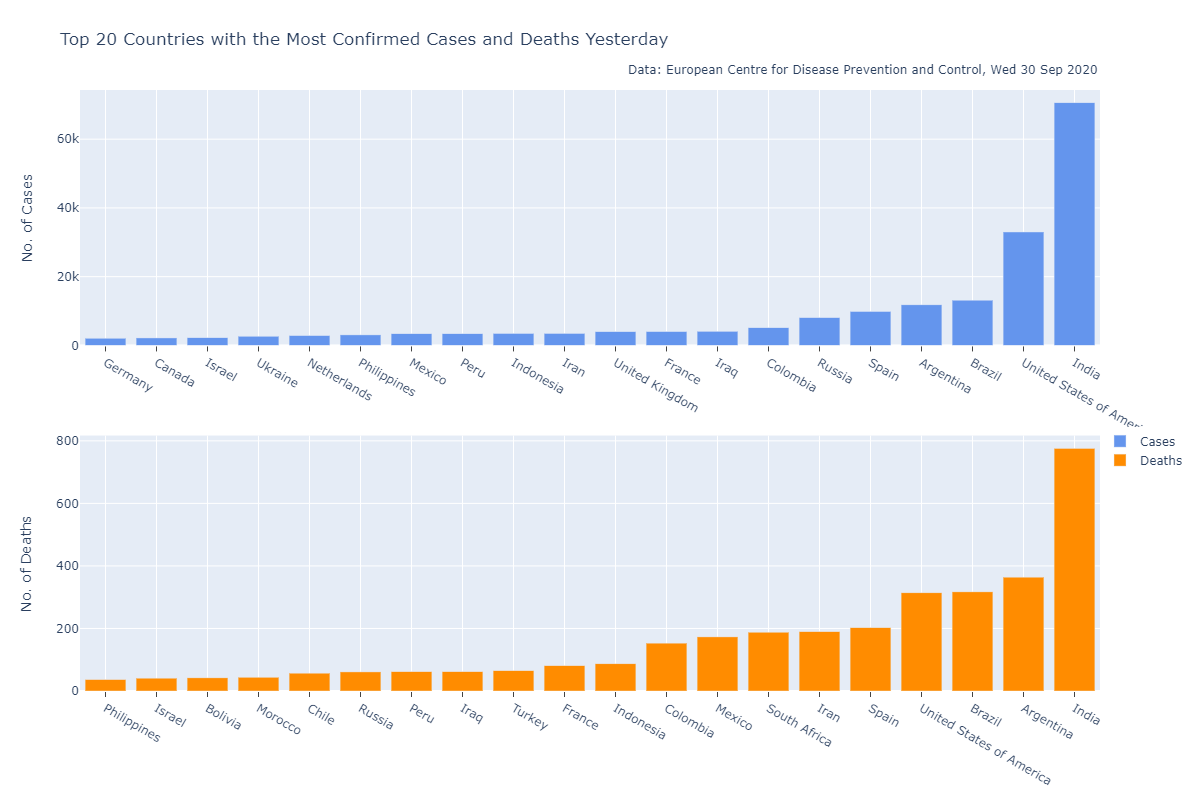 Top 20 Countries with the Most Confirmed Cases and Deaths Yesterday
Data: European Centre for Disease Prevention and Control, Wed 30 Sep 2020
No. of Cases
60k
40k
20k
0
Germany
Canada
Israel
Ukraine
Netherlands
Philippines
Mexico
Peru
Indonesia
Iran
United Kingdom
France
Iraq
Colombia
Russia
Spain
Argentina
Brazil
United States of
India
Cases
Deaths
No. of Deaths
800
600
400
200
0
Philippines
Israel
Bolivia
Morocco
Chile
Russia
Peru
Iraq
Turkey
France
Indonesia
Colombia
Mexico
South Africa
Iran
Spain
United States of America
Brazil
Argentina
India